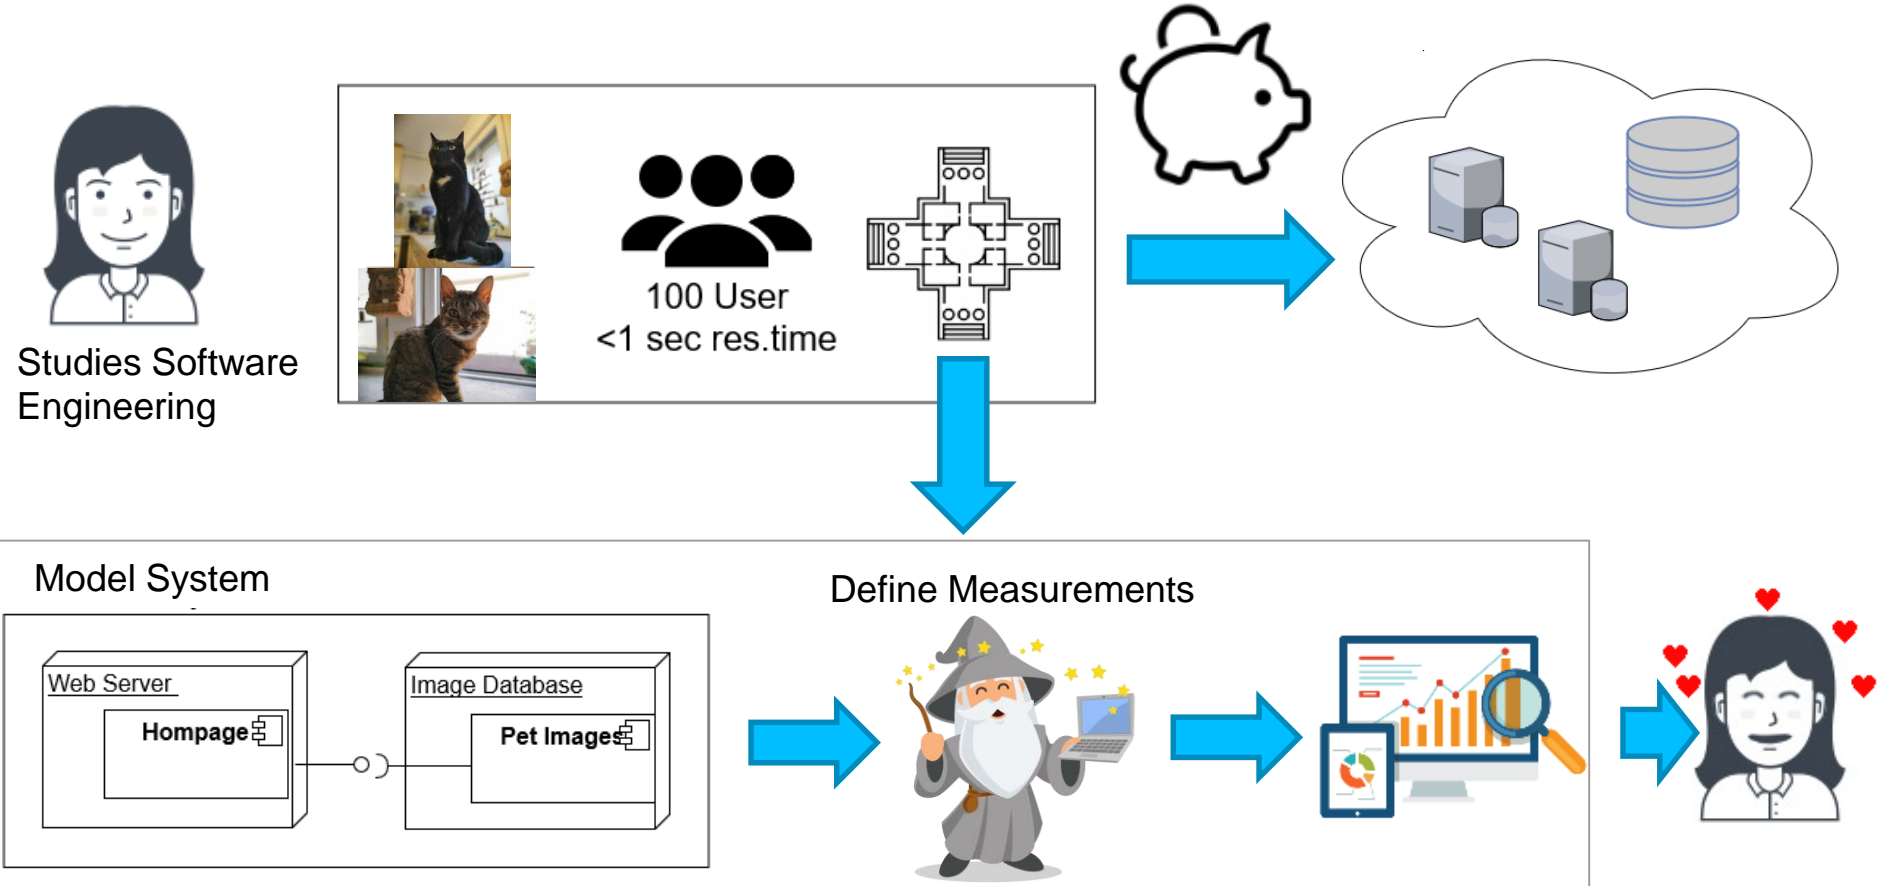 100 User
<1 sec res.time
Studies Software
Engineering
Model System
Define Measurements
Web Server
Hompage
Image Database
Pet Images